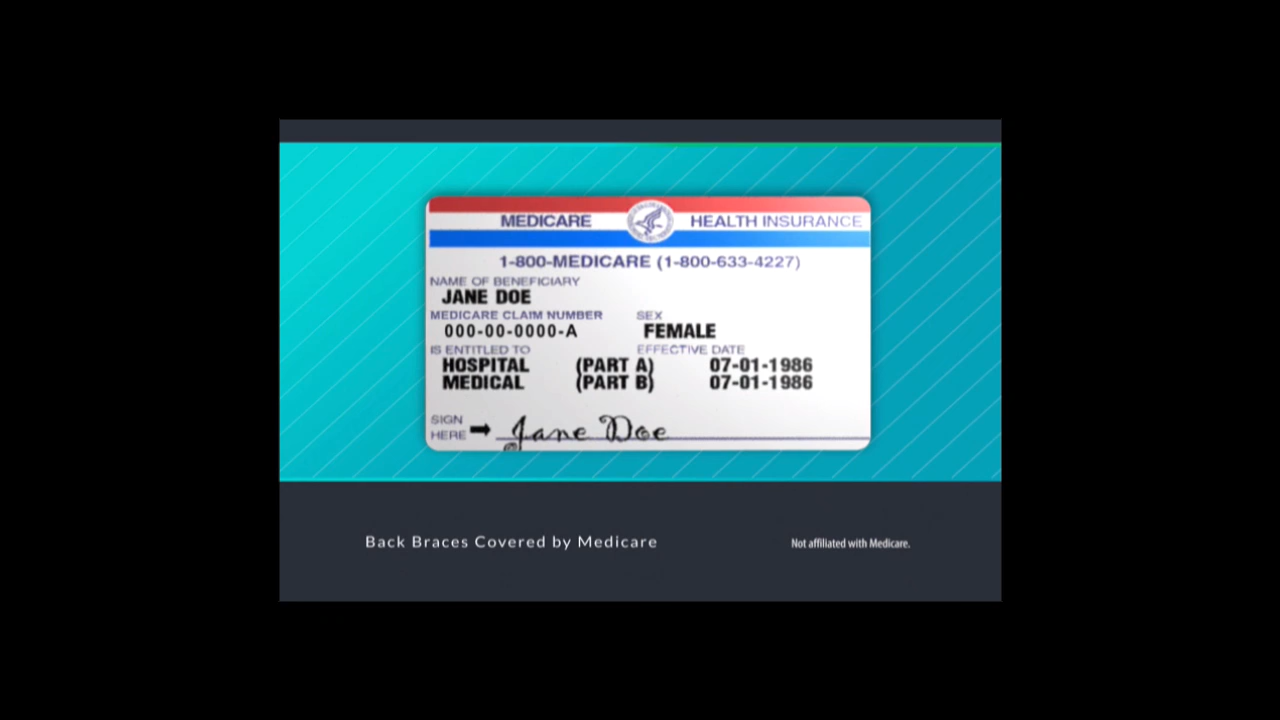 MEDICARE HEALTH INSURANCE
1-800-MEDICARE (1-800-633-4227)
NAME OF BENEFICIARY
JANE DOE
MEDICARE CLAIM NUMBER SEX
000-00-0000-A FEMALE
IS ENTITLED TO EFFECTIVE DATE
HOSPITAL (PART A) 07-01-1986
MEDICAL (PART B) 07-01-1986
SIGN
HERE Jane Doe
Back Braces Covered by Medicare Not affiliated with Medicare.